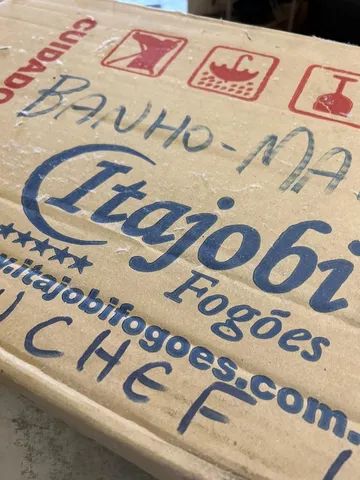 CUIDADO
BANHO-MA
Itajobi
Fogões
w.itajobifogoes.com.
CHEF